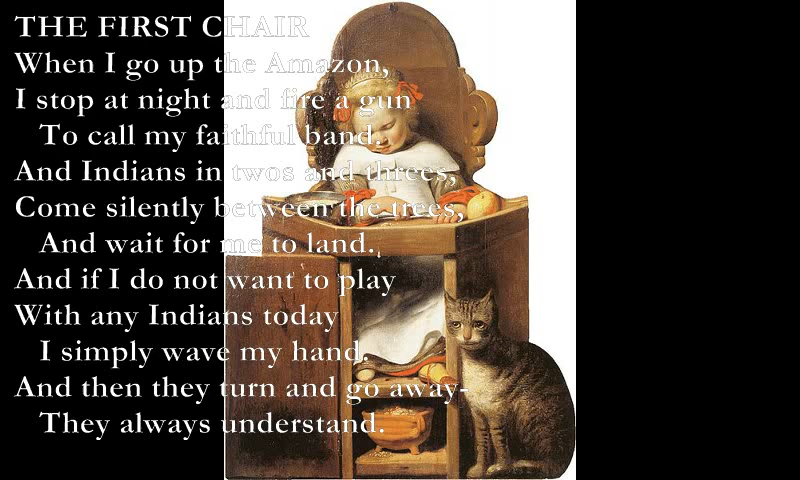 THE FIRST CHAIR
When I go up the Amazon,
I stop at night and fire a gun
To call my faithful band.
And Indians in twos and threes,
Come silently between the trees,
And wait for me to land.
And if I do not want to play
With any Indians today
I simply wave my hand.
And then they turn and go away-
They always understand.